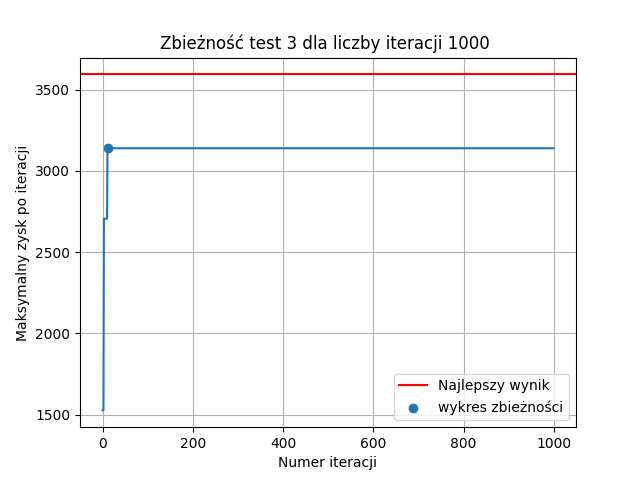 Zbieżność test 3 dla liczby iteracji 1000
Maksymalny zysk po iteracji
3500
3000
2500
2000
1500
Najlepszy wynik
wykres zbieżności
0 200 400 600 800 1000
Numer iteracji